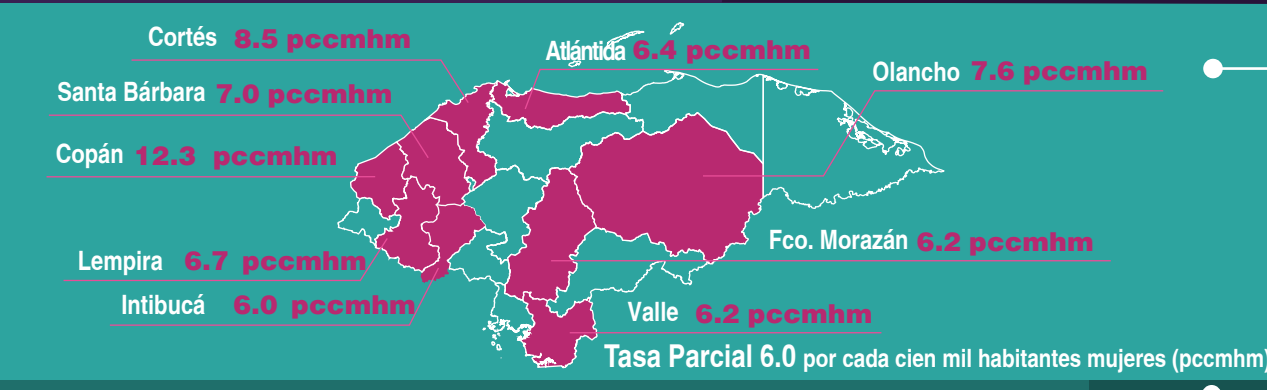 Cortés 8.5 pccmhm
Atlántida 6.4 pccmhm
Olancho 7.6 pccmhm
Santa Bárbara 7.0 pccmhm
Copán 12.3 pccmhm
Fco. Morazán 6.2 pccmhm
Lempira 6.7 pccmhm
Intibucá 6.0 pccmhm
Valle 6.2 pccmhm
Tasa Parcial 6.0 por cada cien mil habitantes mujeres (pccmhm)